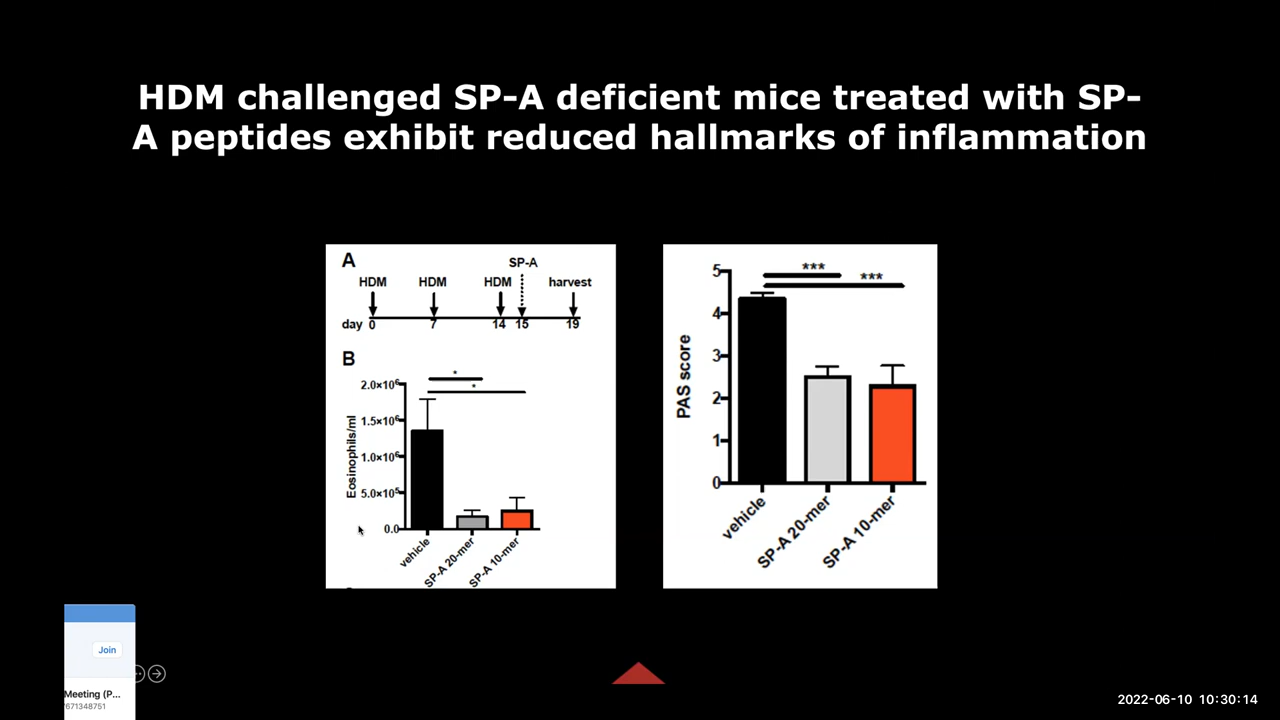 HDM challenged SP-A deficient mice treated with SP-
A peptides exhibit reduced hallmarks of inflammation
A
SP-A
HDM HDM HDM harvest
day 0 7 14 15 19
B
*
*
2.0×10⁶
1.5×10⁶
1.0×10⁶
5.0×10⁵
0.0
Eosinophils/ml
vehicle
SP-A 20-mer
SP-A 10-mer
***
***
5
4
3
2
1
0
PAS score
vehicle
SP-A 20-mer
SP-A 10-mer
Join
Meeting (P...
671348751
2022-06-10 10:30:14